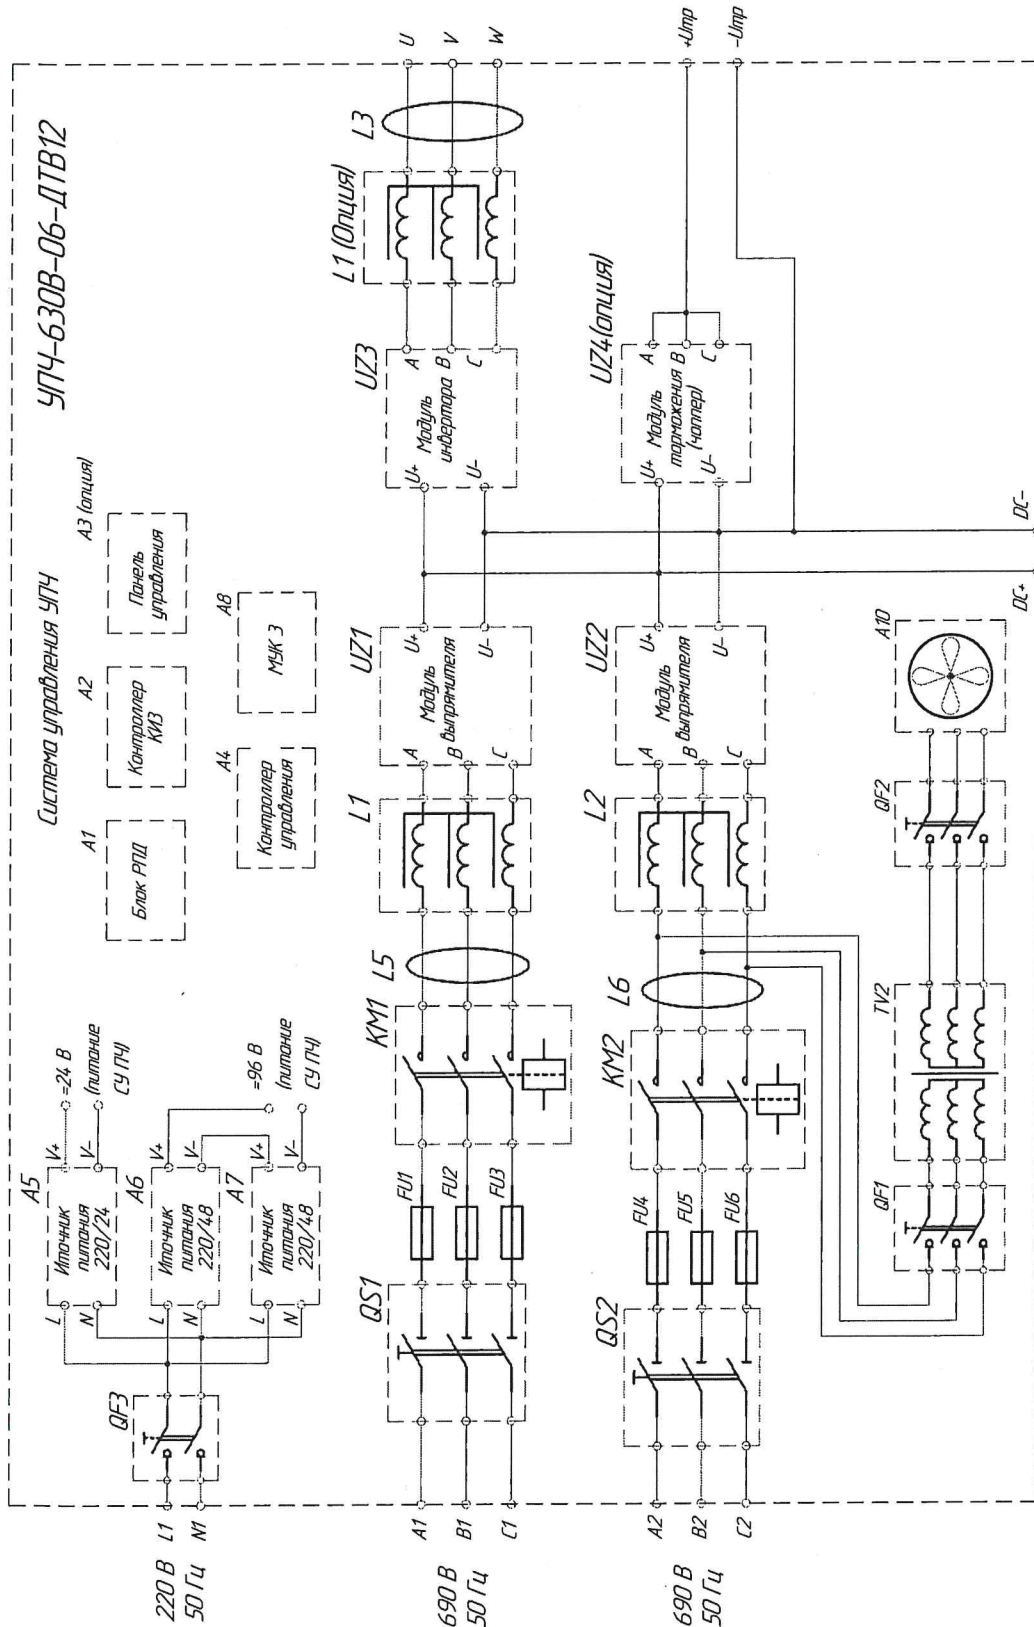 УПЧ-630В-06-ДТВ12
Система управления УПЧ
A1
Блок РПД
A2
Контроллер
КИЗ
A3 (опция)
Панель
управления
A4
Контроллер
управления
A8
МУК 3
220 В
50 Гц
L1
N1
QF3
A5
Иточник
питания
220/24
L
N
V+
V-
=24 В
(питание
СУ ПЧ)
A6
Иточник
питания
220/48
L
N
V+
V-
A7
Иточник
питания
220/48
L
N
V+
V-
=96 В
(питание
СУ ПЧ)
690 В
50 Гц
A1
B1
C1
QS1
FU1
FU2
FU3
KM1
L5
L1
UZ1
A
B
C
Модуль
выпрямителя
U+
U-
UZ3
U+
U-
Модуль
инвертора
A
B
C
L1 (Опция)
L3
U
V
W
690 В
50 Гц
A2
B2
C2
QS2
FU4
FU5
FU6
KM2
L6
L2
UZ2
A
B
C
Модуль
выпрямителя
U+
U-
UZ4(опция)
U+
U-
Модуль
торможения
(чоппер)
A
B
C
+Uтр
-Uтр
QF1
TV2
QF2
A10
DC+
DC-